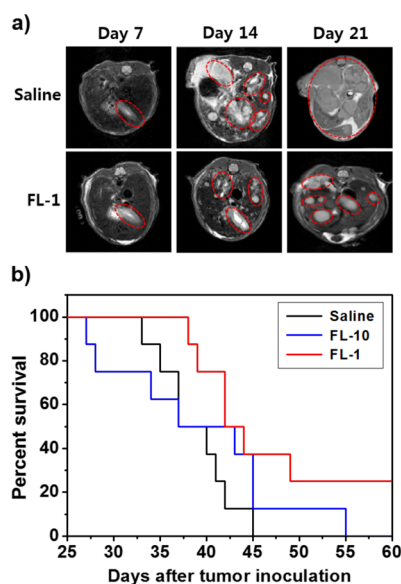 a)
Day 7 Day 14 Day 21
Saline
FL-1
b)
Percent survival
100
80
60
40
20
0
Saline
FL-10
FL-1
25 30 35 40 45 50 55 60
Days after tumor inoculation